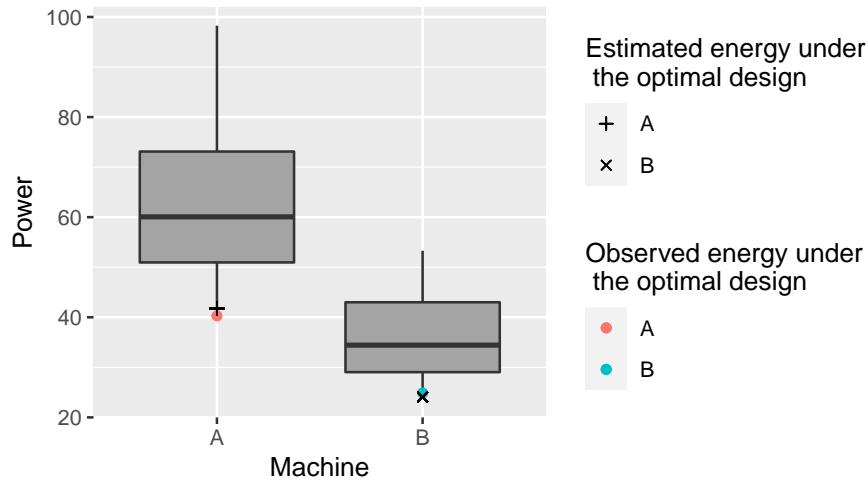 100
80
60
40
20
Power
A
B
Machine
Estimated energy under
the optimal design
A
B
Observed energy under
the optimal design
A
B